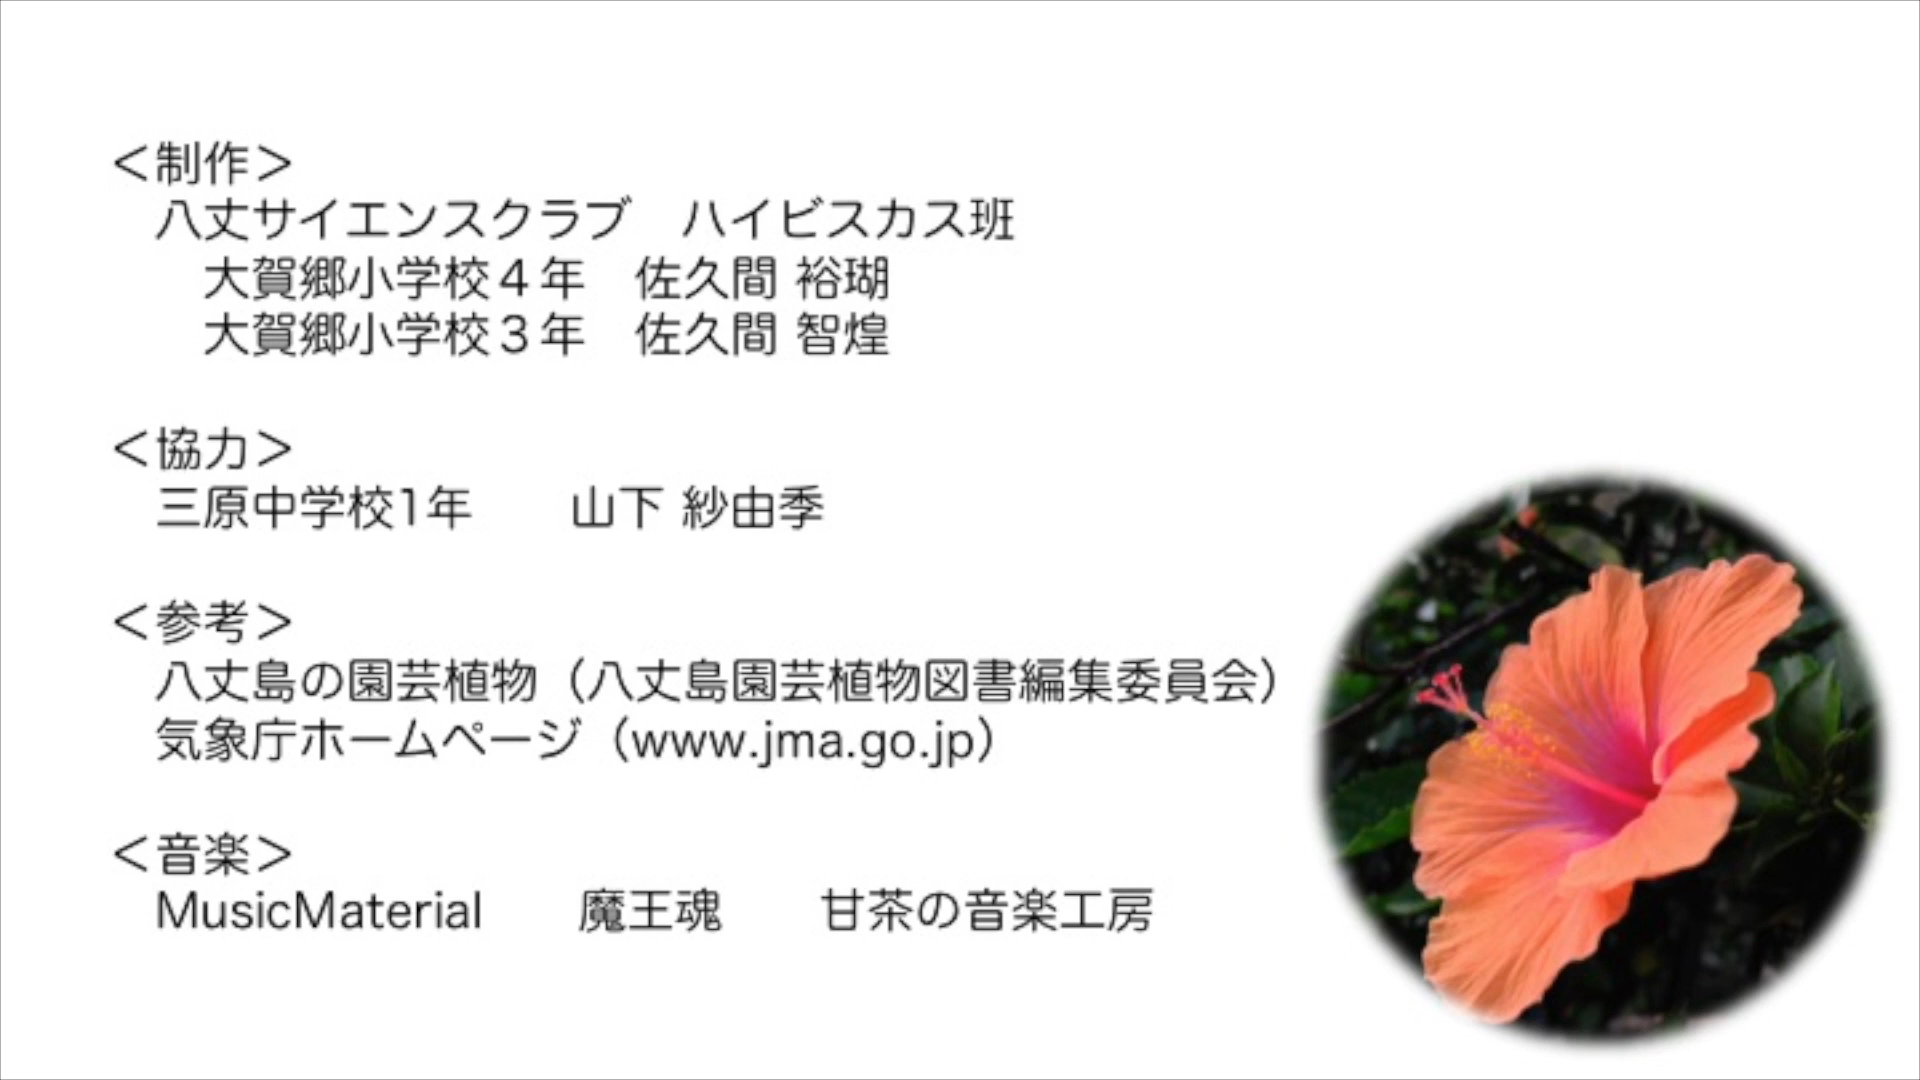 ＜制作＞
八丈サイエンスクラブ　ハイビスカス班
大賀郷小学校４年　佐久間 裕瑚
大賀郷小学校３年　佐久間 智煌
＜協力＞
三原中学校1年　　山下 紗由季
＜参考＞
八丈島の園芸植物（八丈島園芸植物図書編集委員会）
気象庁ホームページ（www.jma.go.jp）
＜音楽＞
MusicMaterial　　魔王魂　　甘茶の音楽工房